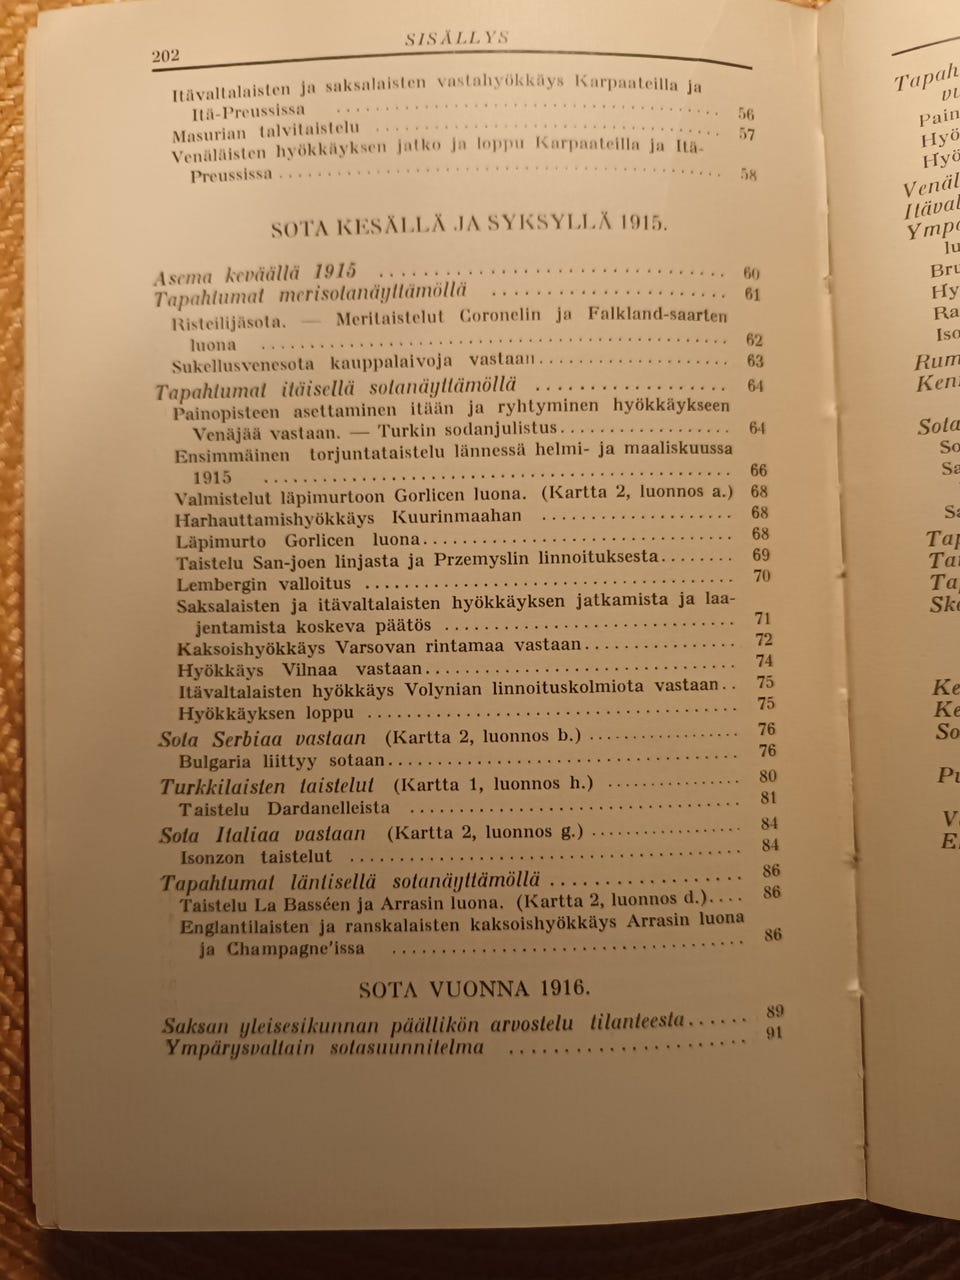 202
SISÄLLYS
Itävaltalaisten ja saksalaisten vastahyökkäys Karpaateilla ja
Itä-Preussissa .......... 56
Masurian talvitaistelu .......... 57
Venäläisten hyökkäyksen jatko ja loppu Karpaateilla ja Itä-
Preussissa .......... 58
SOTA KESÄLLÄ JA SYKSYLLÄ 1915.
Asema keväällä 1915 .......... 60
Tapahtumat merisotanäyttämöllä .......... 61
Risteilijäsota. — Meritaistelut Coronelin ja Falkland-saarten
luona .......... 62
Sukellusvenesota kauppalaivoja vastaan .......... 63
Tapahtumat itäisellä sotanäyttämöllä .......... 64
Painopisteen asettaminen itään ja ryhtyminen hyökkäykseen
Venäjää vastaan. — Turkin sodanjulistus .......... 64
Ensimmäinen torjuntataistelu lännessä helmi- ja maaliskuussa
1915 .......... 66
Valmistelut läpimurtoon Gorlicen luona. (Kartta 2, luonnos a.) 68
Harhauttamishyökkäys Kuurinmaahan .......... 68
Läpimurto Gorlicen luona .......... 68
Taistelu San-joen linjasta ja Przemyslin linnoituksesta .......... 69
Lembergin valloitus .......... 70
Saksalaisten ja itävaltalaisten hyökkäyksen jatkamista ja laa-
jentamista koskeva päätös .......... 71
Kaksoishyökkäys Varsovan rintamaa vastaan .......... 72
Hyökkäys Vilnaa vastaan .......... 74
Itävaltalaisten hyökkäys Volynian linnoituskolmiota vastaan .. 75
Hyökkäyksen loppu .......... 75
Sota Serbiaa vastaan (Kartta 2, luonnos b.) .......... 76
Bulgaria liittyy sotaan .......... 76
Turkkilaisten taistelut (Kartta 1, luonnos h.) .......... 80
Taistelu Dardanelleista .......... 81
Sota Italiaa vastaan (Kartta 2, luonnos g.) .......... 84
Isonzon taistelut .......... 84
Tapahtumat läntisellä sotanäyttämöllä .......... 86
Taistelu La Basséen ja Arrasin luona. (Kartta 2, luonnos d.) .... 86
Englantilaisten ja ranskalaisten kaksoishyökkäys Arrasin luona
ja Champagne'issa .......... 86
SOTA VUONNA 1916.
Saksan yleisesikunnan päällikön arvostelu tilanteesta ...... 89
Ympärysvaltain sotasuunnitelma .......... 91